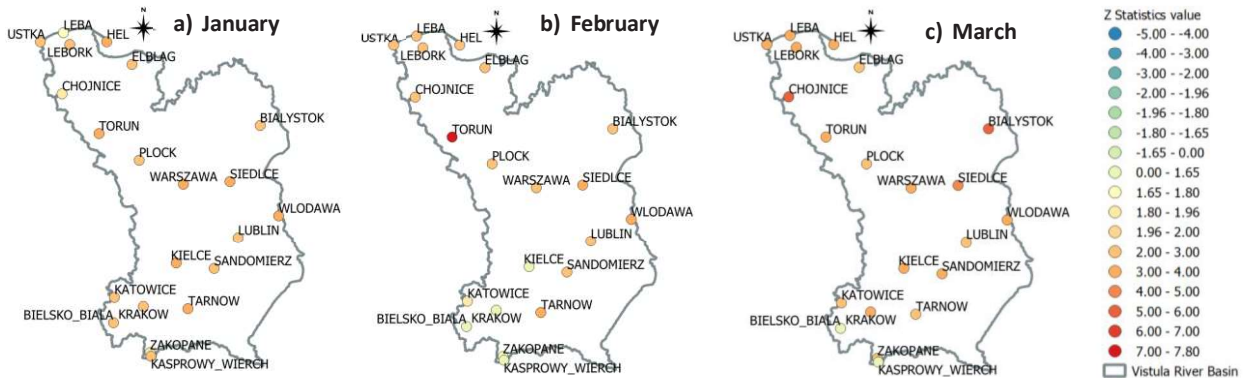 a) January
LEBA
USTKA
HEL
LEBORK
ELBLAG
CHOJNICE
TORUN
BIALYSTOK
PLOCK
WARSZAWA
SIEDLCE
WLODAWA
LUBLIN
KIELCE
SANDOMIERZ
KATOWICE
TARNOW
BIELSKO_BIALA
KRAKOW
ZAKOPANE
KASPROWY_WIERCH
b) February
LEBA
USTKA
HEL
LEBORK
ELBLAG
CHOJNICE
TORUN
BIALYSTOK
PLOCK
WARSZAWA
SIEDLCE
WLODAWA
LUBLIN
KIELCE
SANDOMIERZ
KATOWICE
TARNOW
BIELSKO_BIALA
KRAKOW
ZAKOPANE
KASPROWY_WIERCH
c) March
LEBA
USTKA
HEL
LEBORK
ELBLAG
CHOJNICE
TORUN
BIALYSTOK
PLOCK
WARSZAWA
SIEDLCE
WLODAWA
LUBLIN
KIELCE
SANDOMIERZ
KATOWICE
TARNOW
BIELSKO_BIALA
KRAKOW
ZAKOPANE
KASPROWY_WIERCH
Z Statistics value
-5.00 - -4.00
-4.00 - -3.00
-3.00 - -2.00
-2.00 - -1.96
-1.96 - -1.80
-1.80 - -1.65
-1.65 - 0.00
0.00 - 1.65
1.65 - 1.80
1.80 - 1.96
1.96 - 2.00
2.00 - 3.00
3.00 - 4.00
4.00 - 5.00
5.00 - 6.00
6.00 - 7.00
7.00 - 7.80
Vistula River Basin